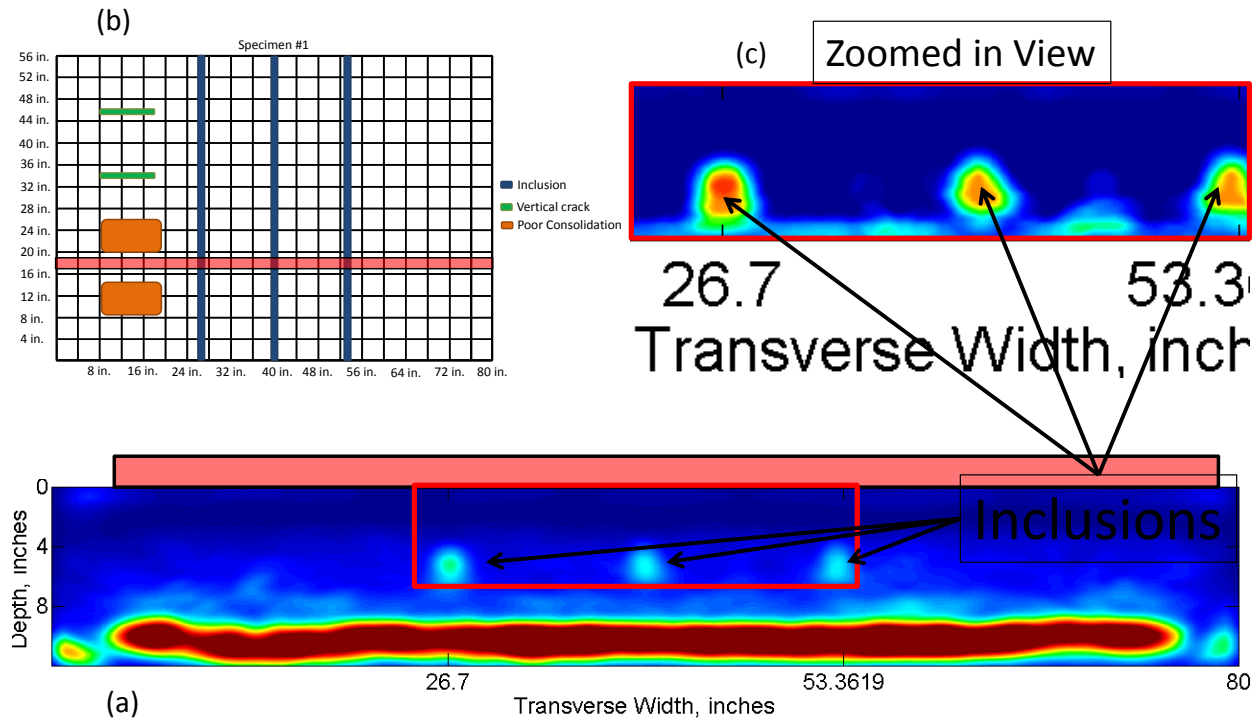 (b)
Specimen #1
56 in.
52 in.
48 in.
44 in.
40 in.
36 in.
32 in.
28 in.
24 in.
20 in.
16 in.
12 in.
8 in.
4 in.
8 in. 16 in. 24 in. 32 in. 40 in. 48 in. 56 in. 64 in. 72 in. 80 in.
Inclusion
Vertical crack
Poor Consolidation
(c)
Zoomed in View
26.7 53.3
Transverse Width, inch
Inclusions
0
4
8
Depth, inches
26.7 53.3619 80
Transverse Width, inches
(a)